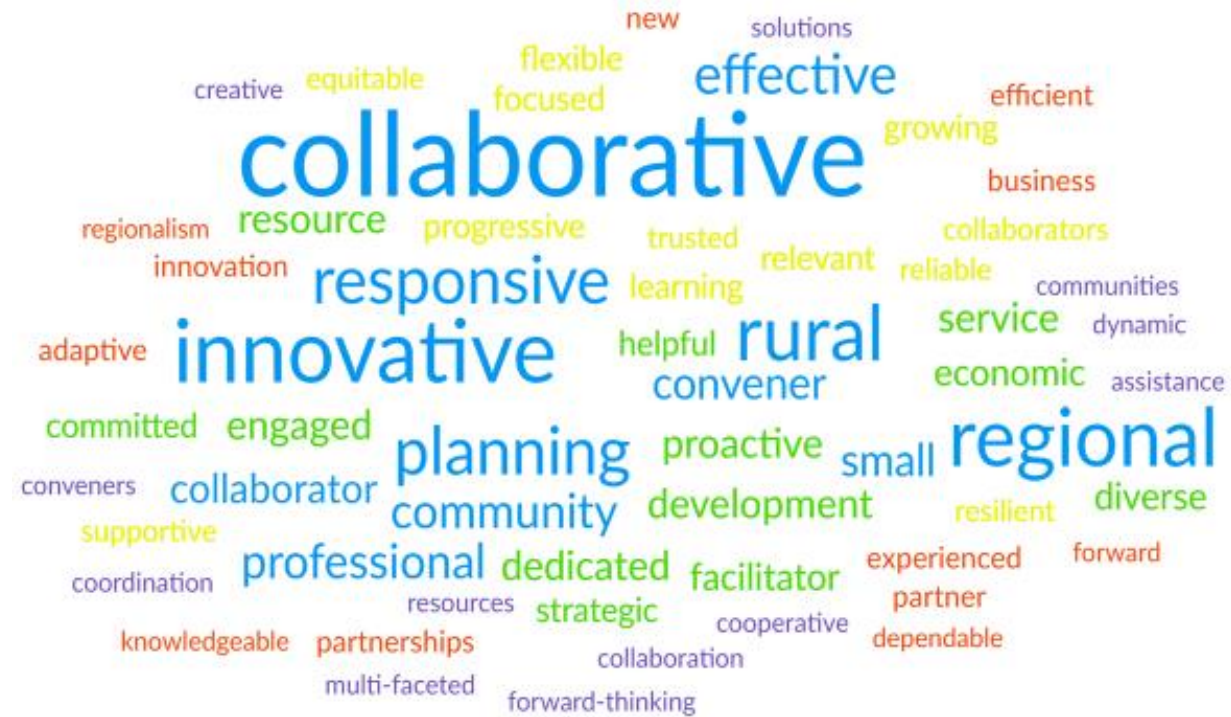 new
solutions
flexible
effective
creative
equitable
focused
efficient
collaborative
growing
business
regionalism
resource
progressive
trusted
collaborators
innovation
responsive
learning
relevant
reliable
communities
adaptive
innovative
helpful
rural
service
dynamic
convener
economic
assistance
committed
engaged
planning
proactive
small
regional
conveners
collaborator
community
development
resilient
diverse
supportive
professional
dedicated
facilitator
experienced
forward
coordination
resources
strategic
cooperative
partner
knowledgeable
partnerships
collaboration
dependable
multi-faceted
forward-thinking